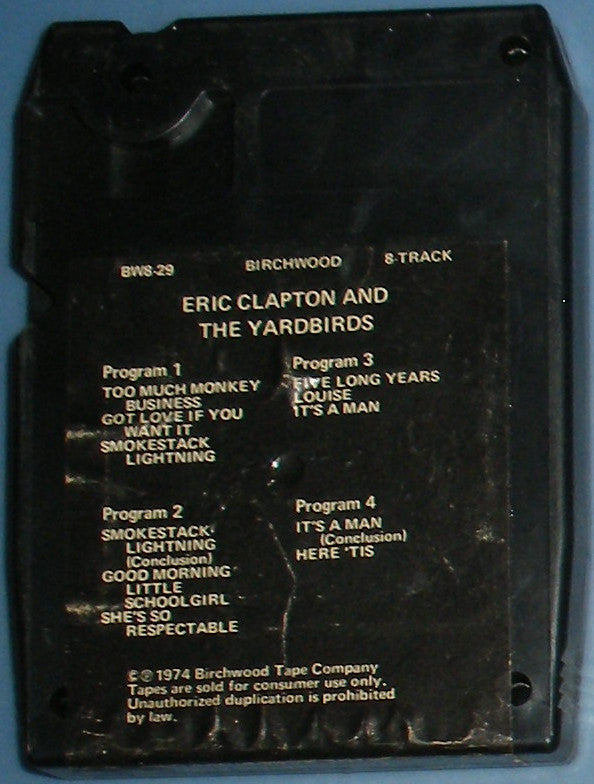 BW8-29 BIRCHWOOD 8-TRACK
ERIC CLAPTON AND
THE YARDBIRDS
Program 1
TOO MUCH MONKEY
BUSINESS
GOT LOVE IF YOU
WANT IT
SMOKESTACK
LIGHTNING
Program 2
SMOKESTACK
LIGHTNING
(Conclusion)
GOOD MORNING
LITTLE
SCHOOLGIRL
SHE'S SO
RESPECTABLE
Program 3
FIVE LONG YEARS
LOUISE
IT'S A MAN
Program 4
IT'S A MAN
(Conclusion)
HERE 'TIS
©℗ 1974 Birchwood Tape Company
Tapes are sold for consumer use only.
Unauthorized duplication is prohibited
by law.